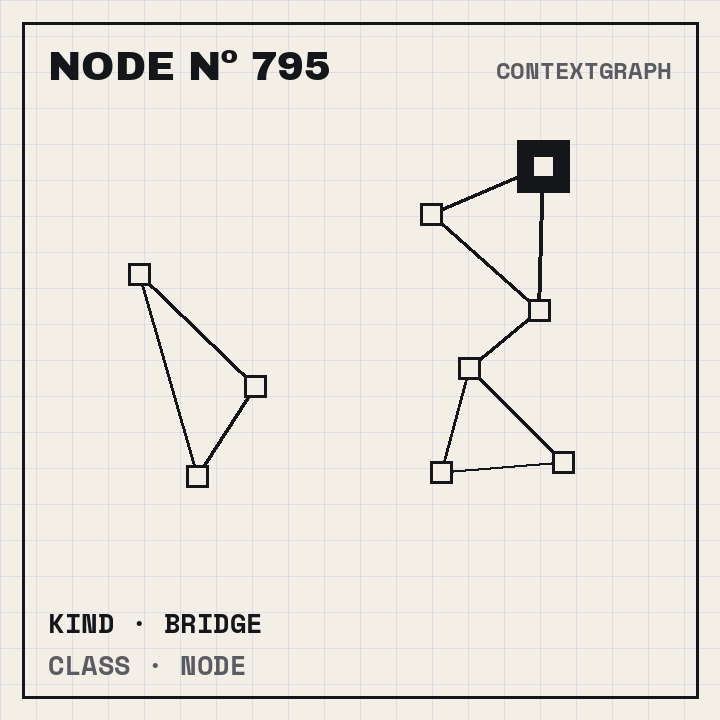 NODE Nº 795
CONTEXTGRAPH
KIND · BRIDGE
CLASS · NODE